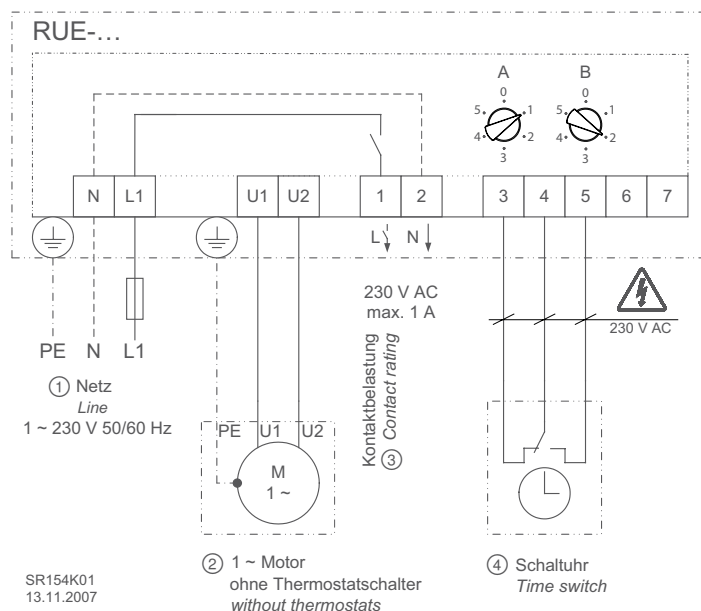 RUE-...
A B
0 0
5 1 5 1
4 2 4 2
3 3
N L1 U1 U2 1 2 3 4 5 6 7
L N
230 V AC
max. 1 A
230 V AC
PE N L1
① Netz
Line
1 ~ 230 V 50/60 Hz
Kontaktbelastung
Contact rating
③
PE U1 U2
M
1 ~
② 1 ~ Motor
ohne Thermostatschalter
without thermostats
④ Schaltuhr
Time switch
SR154K01
13.11.2007